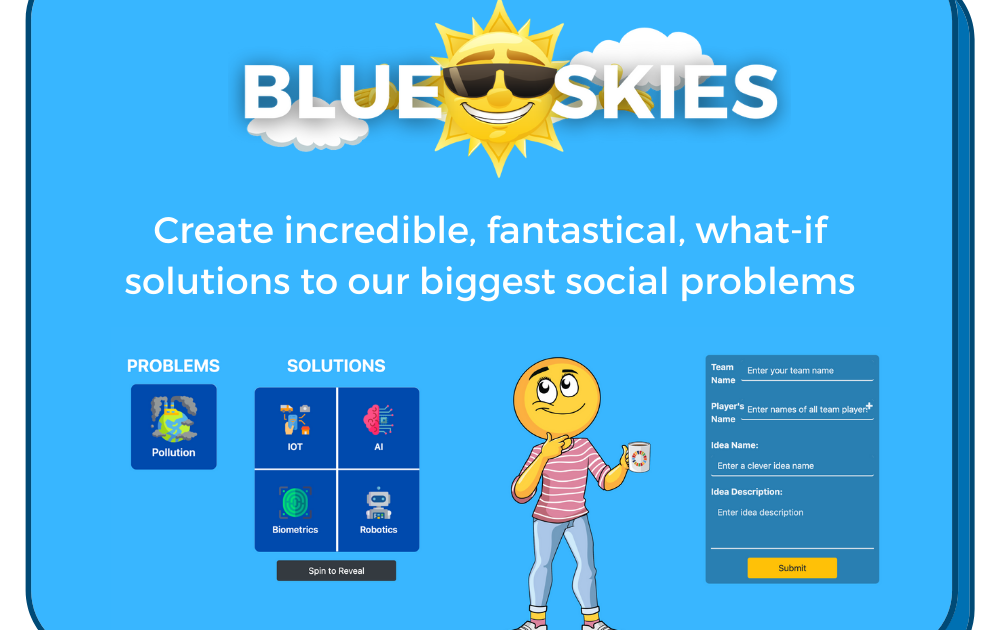 BLUE SKIES
Create incredible, fantastical, what-if
solutions to our biggest social problems
PROBLEMS
Pollution
SOLUTIONS
IOT
AI
Biometrics
Robotics
Spin to Reveal
Team
Name
Enter your team name
Player's
Name
Enter names of all team player
+
Idea Name:
Enter a clever idea name
Idea Description:
Enter idea description
Submit